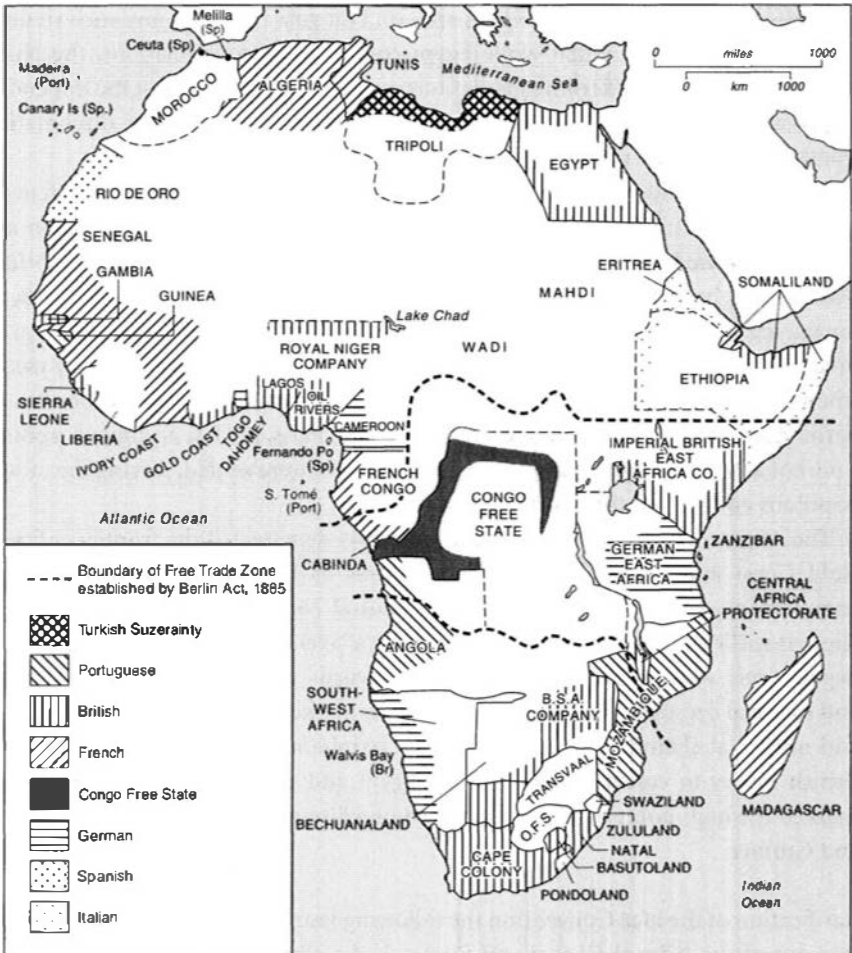 Melilla
(Sp)
Ceuta (Sp)
Madeira
(Port)
Canary Is (Sp.)
MOROCCO
ALGERIA
TUNIS
Mediterranean Sea
0 miles 1000
0 km 1000
TRIPOLI
EGYPT
RIO DE ORO
SENEGAL
GAMBIA
GUINEA
ERITREA
SOMALILAND
MAHDI
Lake Chad
WADI
ROYAL NIGER
COMPANY
LAGOS
OIL
RIVERS
ETHIOPIA
SIERRA
LEONE
LIBERIA
IVORY COAST
GOLD COAST
TOGO
DAHOMEY
CAMEROON
Fernando Po
(Sp)
S. Tomé
(Port)
FRENCH
CONGO
IMPERIAL BRITISH
EAST
AFRICA CO.
CONGO
FREE
STATE
Atlantic Ocean
CABINDA
GERMAN
EAST
AFRICA
ZANZIBAR
CENTRAL
AFRICA
PROTECTORATE
ANGOLA
SOUTH-
WEST
AFRICA
Walvis Bay
(Br)
B.S.A.
COMPANY
MOZAMBIQUE
TRANSVAAL
O.F.S.
SWAZILAND
MADAGASCAR
BECHUANALAND
ZULULAND
NATAL
BASUTOLAND
CAPE
COLONY
PONDOLAND
Indian
Ocean
Boundary of Free Trade Zone
established by Berlin Act, 1885
Turkish Suzerainty
Portuguese
British
French
Congo Free State
German
Spanish
Italian